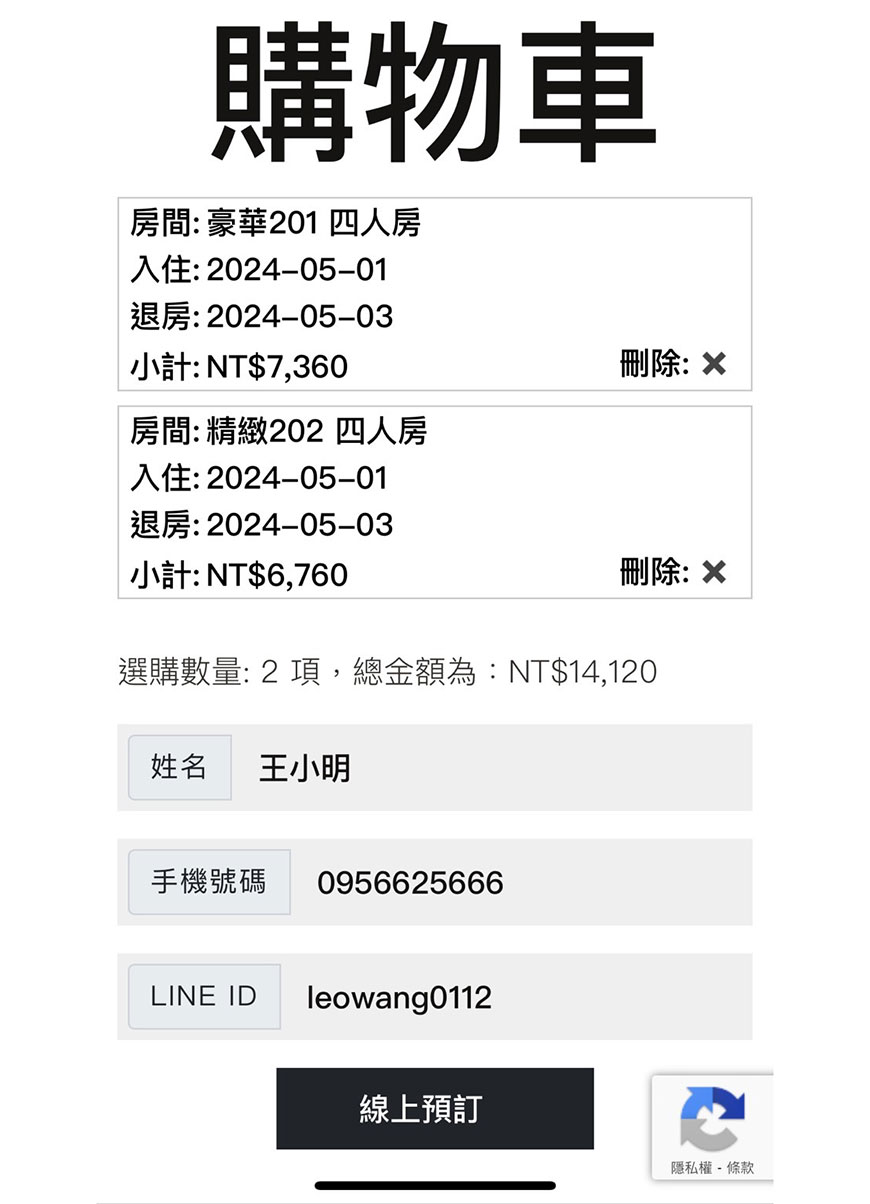 購物車
房間: 豪華201 四人房
入住: 2024-05-01
退房: 2024-05-03
小計: NT$7,360 刪除: ✖
房間: 精緻202 四人房
入住: 2024-05-01
退房: 2024-05-03
小計: NT$6,760 刪除: ✖
選購數量: 2 項，總金額為：NT$14,120
姓名 王小明
手機號碼 0956625666
LINE ID leowang0112
線上預訂
隱私權 - 條款